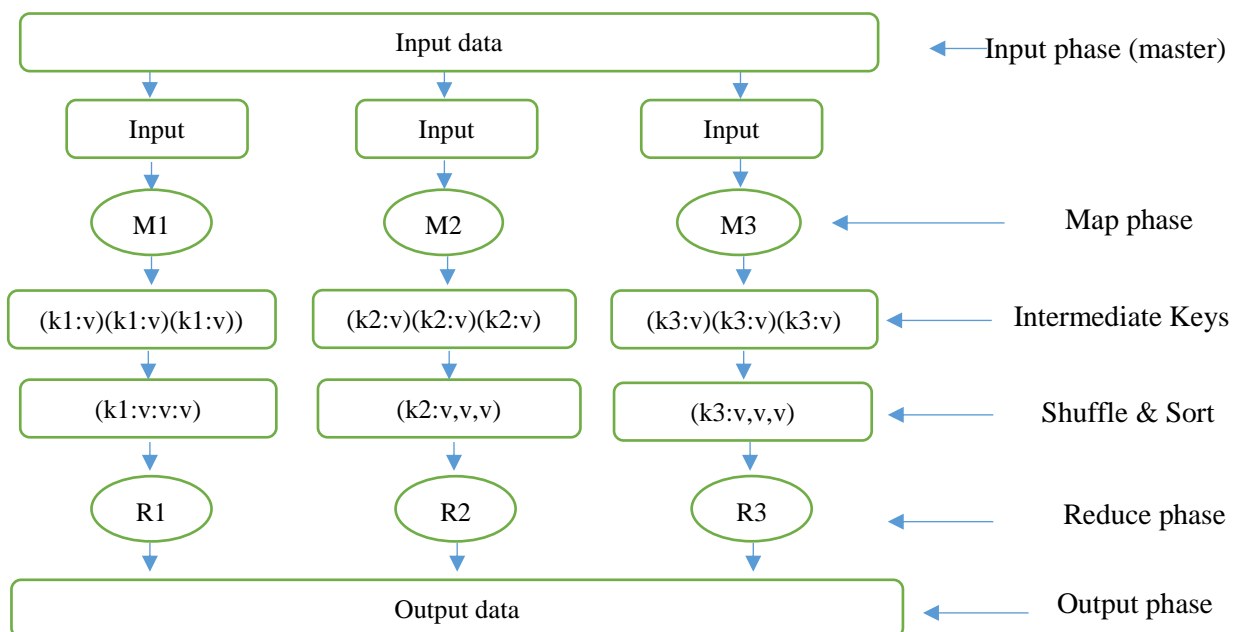 Input data
Input phase (master)
Input
Input
Input
M1
M2
M3
Map phase
(k1:v)(k1:v)(k1:v))
(k2:v)(k2:v)(k2:v)
(k3:v)(k3:v)(k3:v)
Intermediate Keys
(k1:v:v:v)
(k2:v,v,v)
(k3:v,v,v)
Shuffle & Sort
R1
R2
R3
Reduce phase
Output data
Output phase